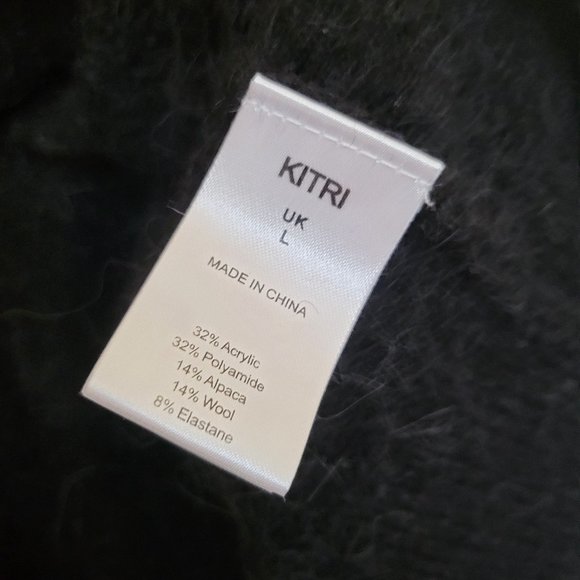 KITRI
UK
L
MADE IN CHINA
32% Acrylic
32% Polyamide
14% Alpaca
14% Wool
8% Elastane